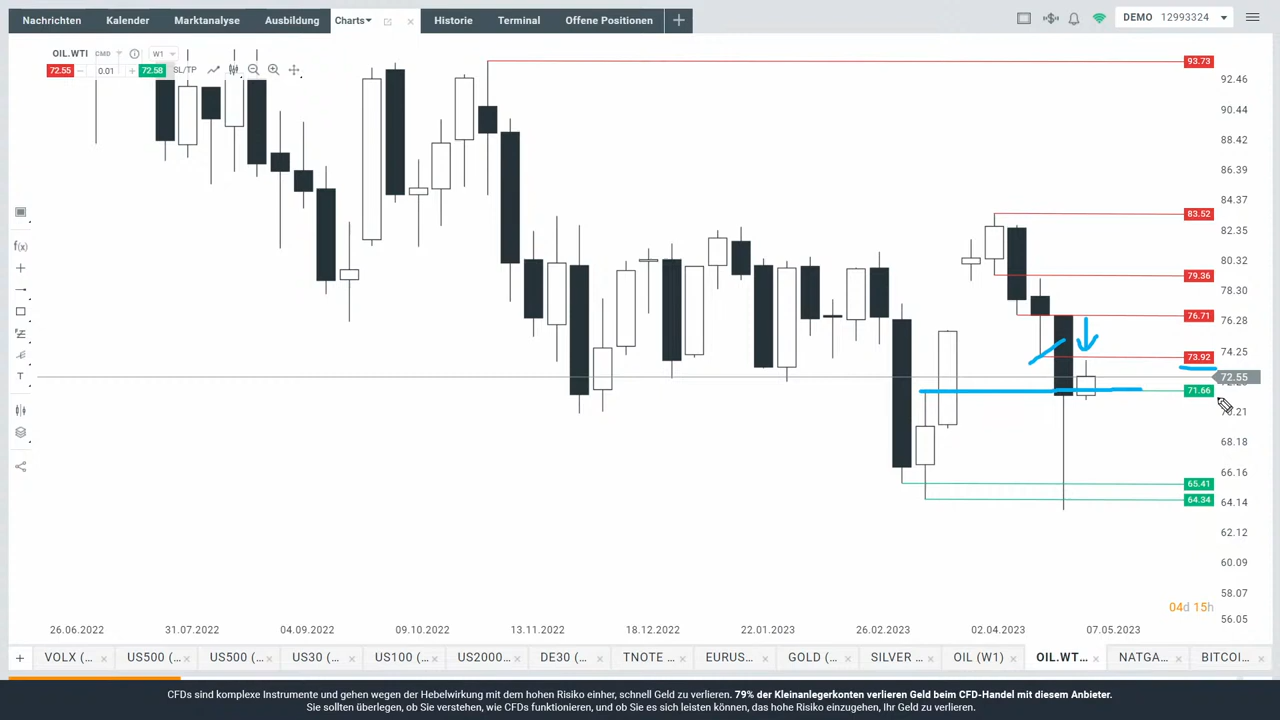 Nachrichten Kalender Marktanalyse Ausbildung Charts Historie Terminal Offene Positionen DEMO 12993324
OIL.WTI CMD W1
72.55 0.01 72.58 SL/TP
93.73
92.46
90.44
88.42
86.39
84.37
83.52
82.35
80.32
79.36
78.30
76.71
76.28
74.25
73.92
72.55
71.66
70.21
68.18
66.16
65.41
64.34
64.14
62.12
60.09
58.07
56.05
f(x)
T
04d 15h
26.06.2022 31.07.2022 04.09.2022 09.10.2022 13.11.2022 18.12.2022 22.01.2023 26.02.2023 02.04.2023 07.05.2023
VOLX (... US500 (... US500 (... US30 (... US100 (... US2000... DE30 (... TNOTE ... EURUS... GOLD (... SILVER ... OIL (W1) OIL.WT... NATGA... BITCOI...
CFDs sind komplexe Instrumente und gehen wegen der Hebelwirkung mit dem hohen Risiko einher, schnell Geld zu verlieren. 79% der Kleinanlegerkonten verlieren Geld beim CFD-Handel mit diesem Anbieter.
Sie sollten überlegen, ob Sie verstehen, wie CFDs funktionieren, und ob Sie es sich leisten können, das hohe Risiko einzugehen, Ihr Geld zu verlieren.